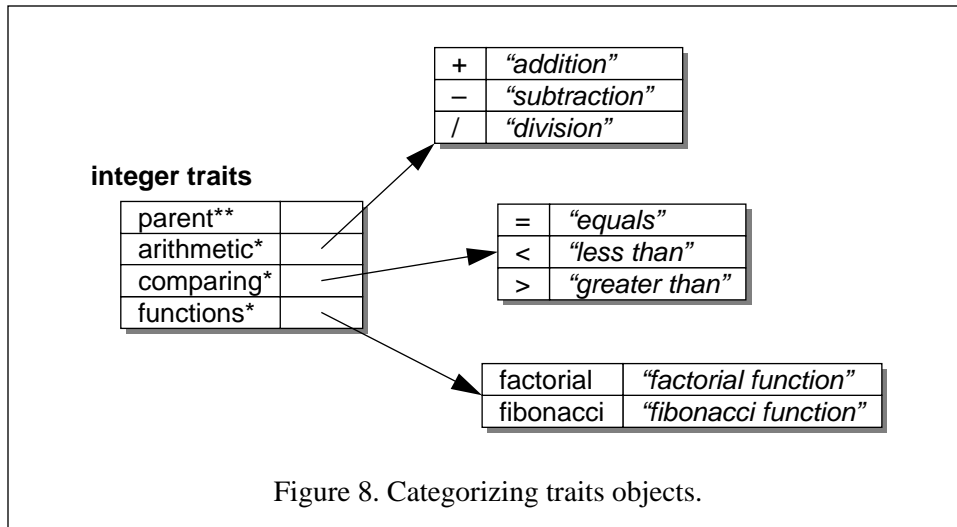 + “addition”
– “subtraction”
/ “division”
integer traits
parent**
arithmetic*
comparing*
functions*
= “equals”
< “less than”
> “greater than”
factorial “factorial function”
fibonacci “fibonacci function”
Figure 8. Categorizing traits objects.